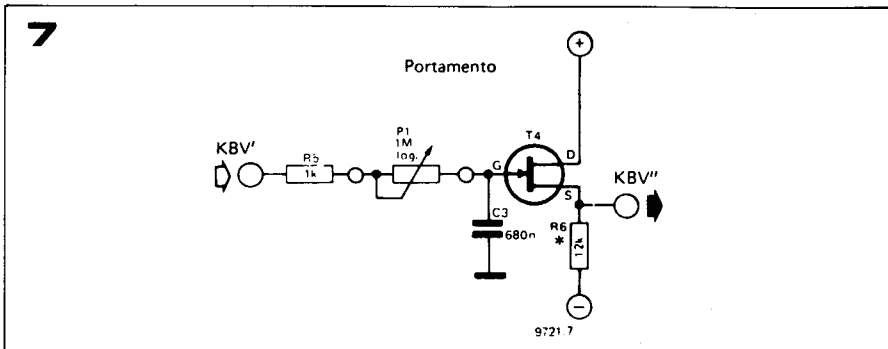 7
Portamento
+
KBV'
R5
1k
P1
1M
log.
T4
G
D
S
KBV"
C3
680n
R6
*
12k
−
9721.7